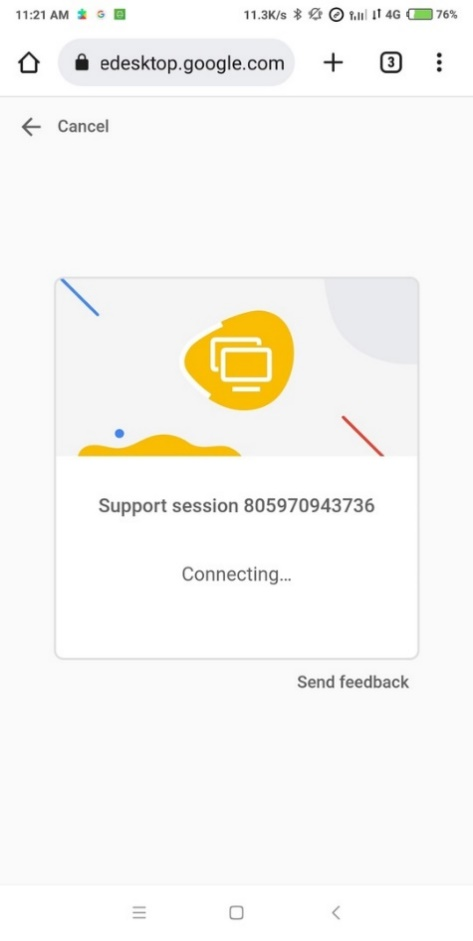 11:21 AM 11.3K/s 4G 76%
edesktop.google.com 3
Cancel
Support session 805970943736
Connecting...
Send feedback